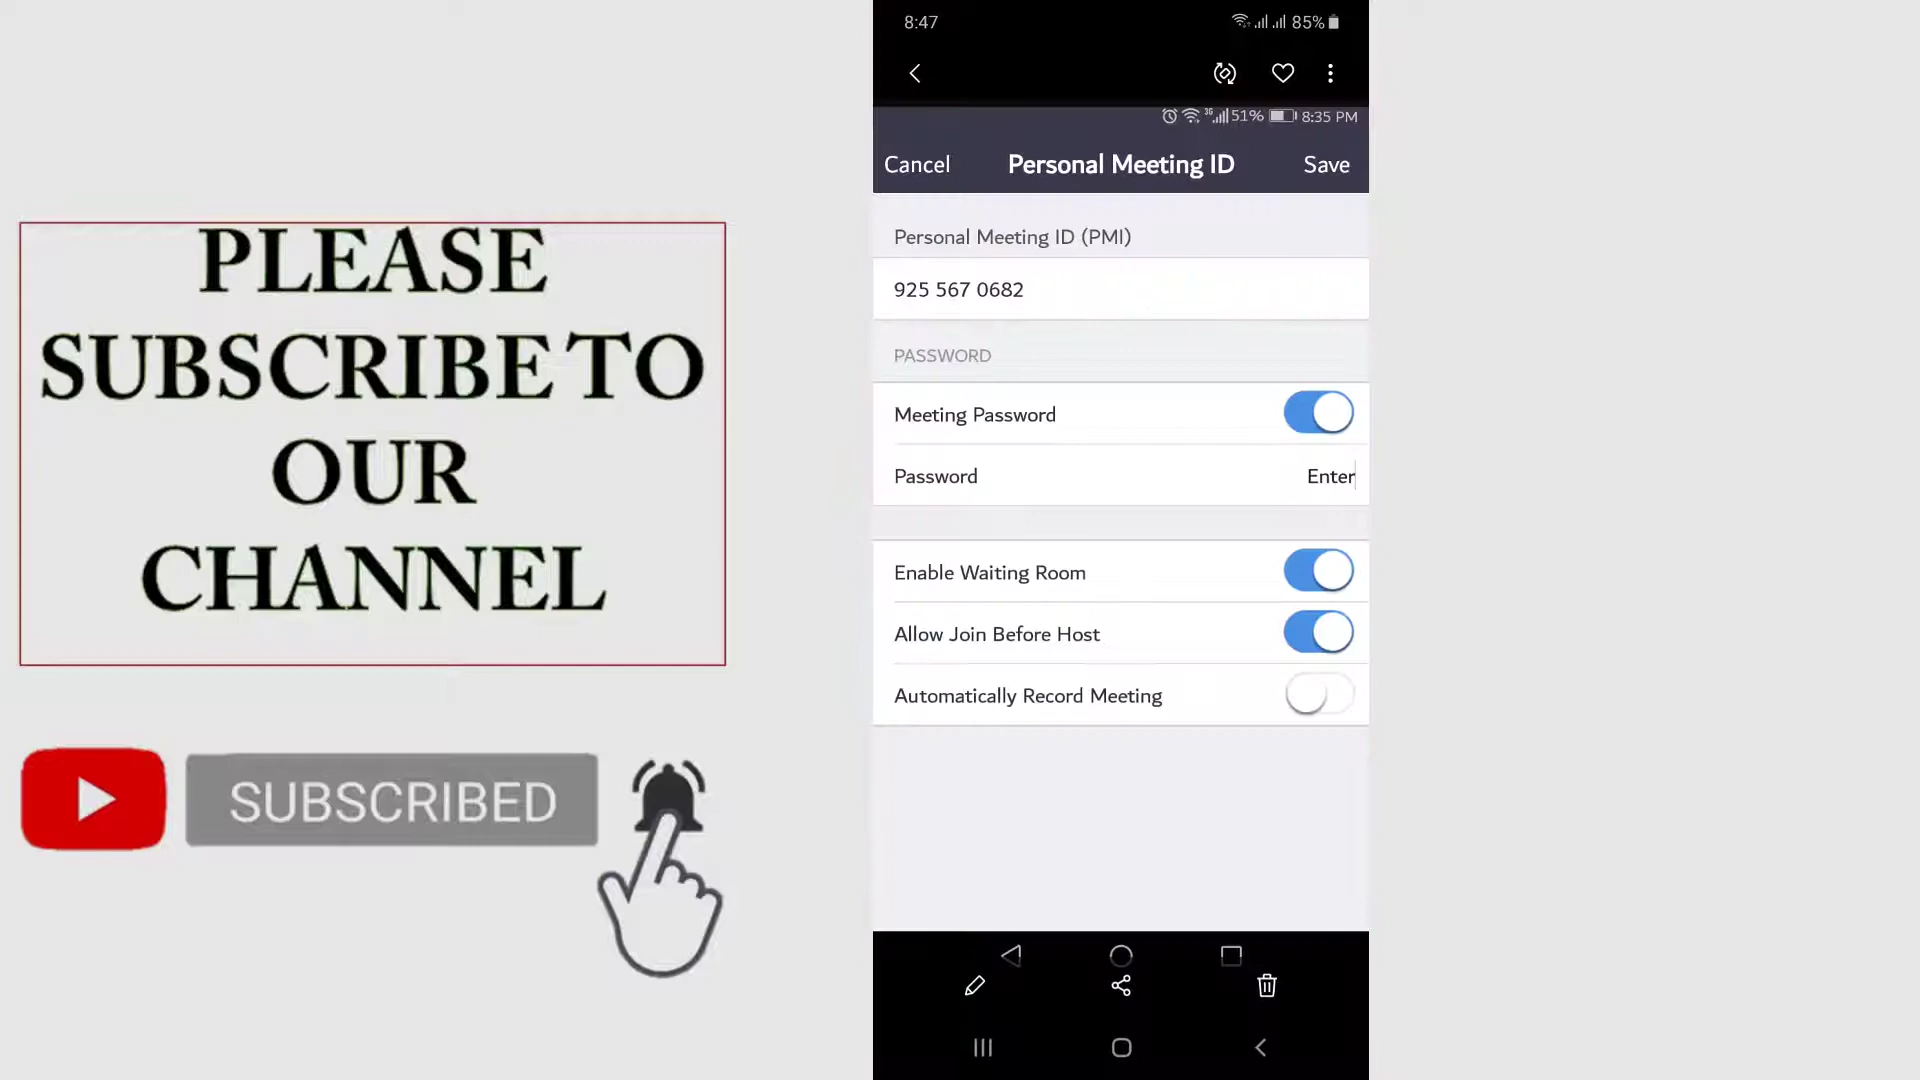 PLEASE
SUBSCRIBE TO
OUR
CHANNEL
SUBSCRIBED
8:47
85%
3G 51% 8:35 PM
Cancel Personal Meeting ID Save
Personal Meeting ID (PMI)
925 567 0682
PASSWORD
Meeting Password
Password Enter
Enable Waiting Room
Allow Join Before Host
Automatically Record Meeting